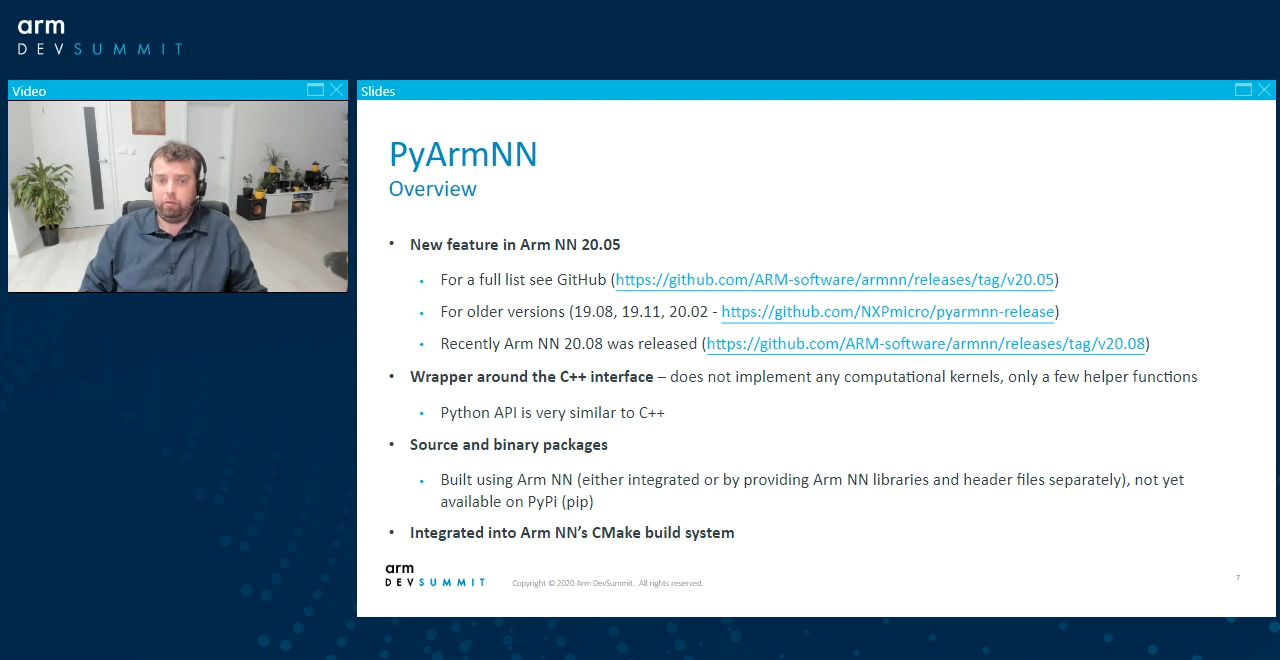 arm
DEVSUMMIT
Video
Slides
PyArmNN
Overview
• New feature in Arm NN 20.05
• For a full list see GitHub (https://github.com/ARM-software/armnn/releases/tag/v20.05)
• For older versions (19.08, 19.11, 20.02 - https://github.com/NXPmicro/pyarmnn-release)
• Recently Arm NN 20.08 was released (https://github.com/ARM-software/armnn/releases/tag/v20.08)
• Wrapper around the C++ interface – does not implement any computational kernels, only a few helper functions
• Python API is very similar to C++
• Source and binary packages
• Built using Arm NN (either integrated or by providing Arm NN libraries and header files separately), not yet
available on PyPi (pip)
• Integrated into Arm NN’s CMake build system
arm
DEVSUMMIT
Copyright © 2020 Arm DevSummit. All rights reserved.
7